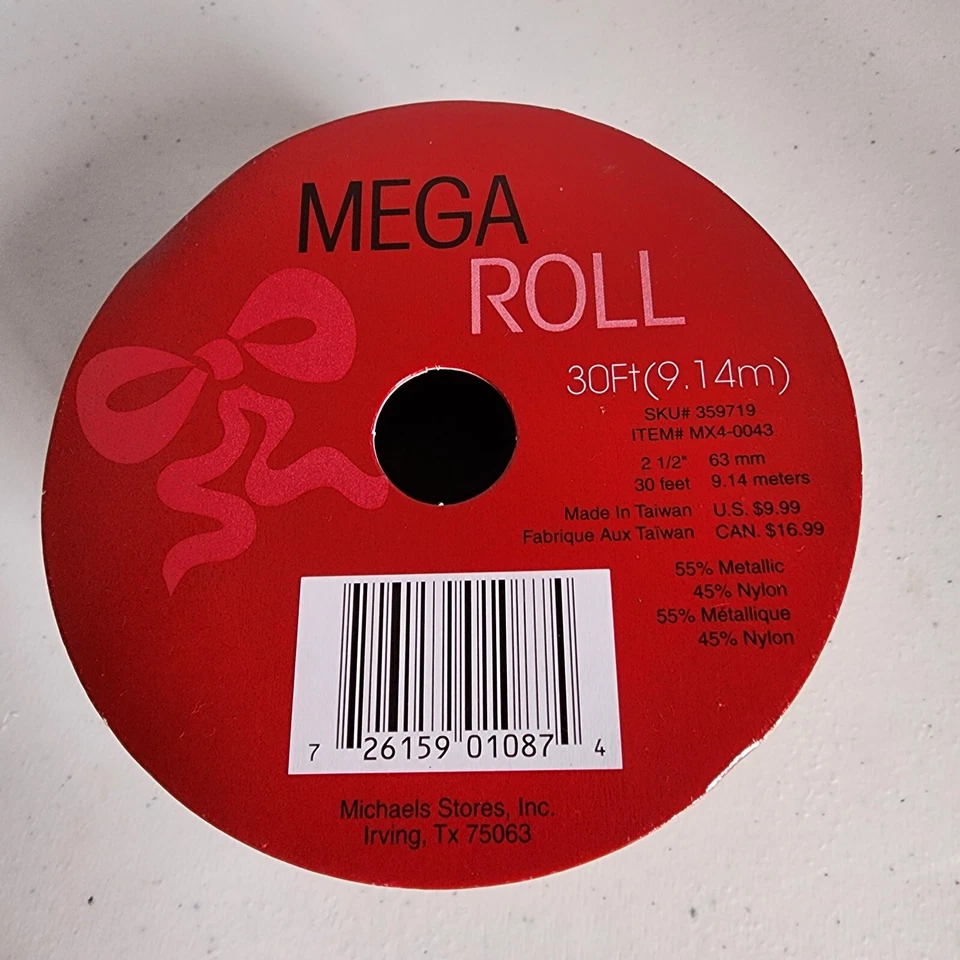 MEGA
ROLL
30Ft(9.14m)
SKU# 359719
ITEM# MX4-0043
2 1/2" 63 mm
30 feet 9.14 meters
Made In Taiwan U.S. $9.99
Fabrique Aux Taïwan CAN. $16.99
55% Metallic
45% Nylon
55% Métallique
45% Nylon
7 26159 01087 4
Michaels Stores, Inc.
Irving, Tx 75063